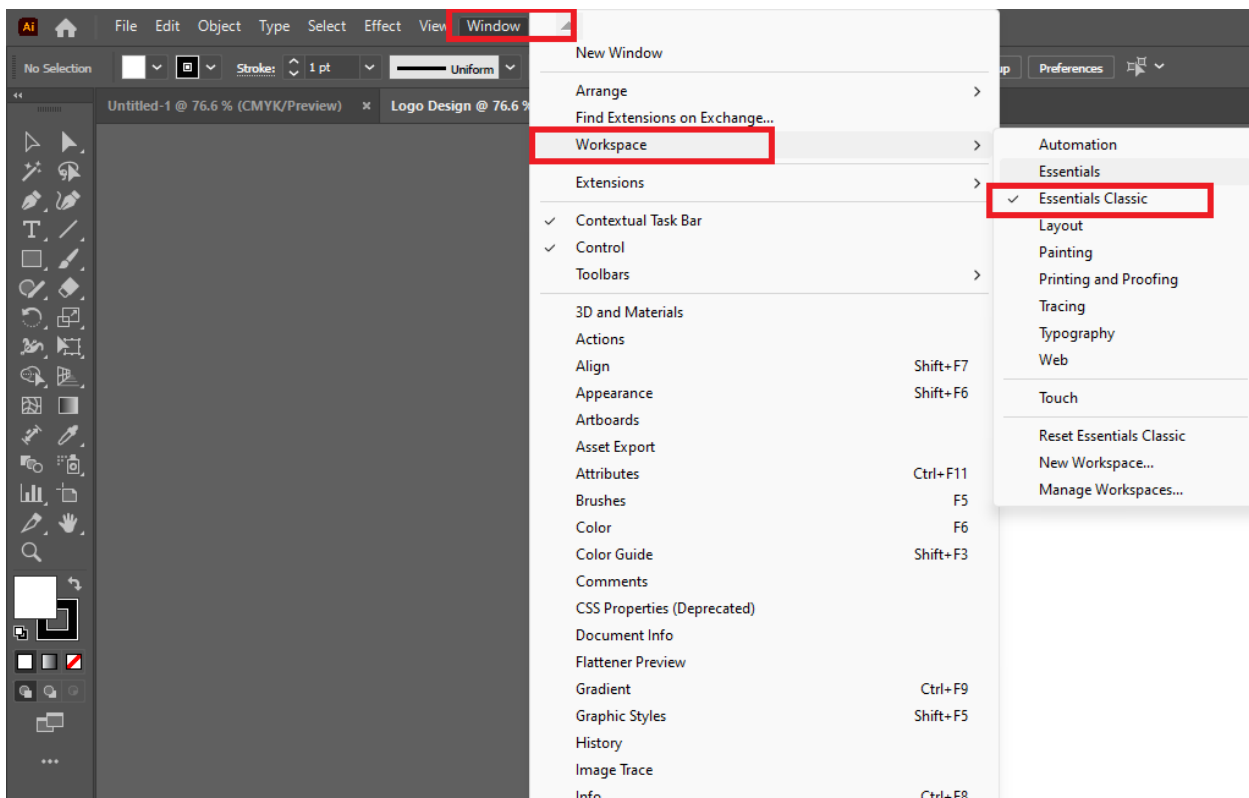 Ai File Edit Object Type Select Effect View Window
No Selection Stroke: 1 pt Uniform Preferences
Untitled-1 @ 76.6 % (CMYK/Preview) × Logo Design @ 76.6 %
New Window
Arrange
Find Extensions on Exchange...
Workspace
Extensions
Contextual Task Bar
Control
Toolbars
3D and Materials
Actions
Align Shift+F7
Appearance Shift+F6
Artboards
Asset Export
Attributes Ctrl+F11
Brushes F5
Color F6
Color Guide Shift+F3
Comments
CSS Properties (Deprecated)
Document Info
Flattener Preview
Gradient Ctrl+F9
Graphic Styles Shift+F5
History
Image Trace
Info Ctrl+F8
Automation
Essentials
Essentials Classic
Layout
Painting
Printing and Proofing
Tracing
Typography
Web
Touch
Reset Essentials Classic
New Workspace...
Manage Workspaces...